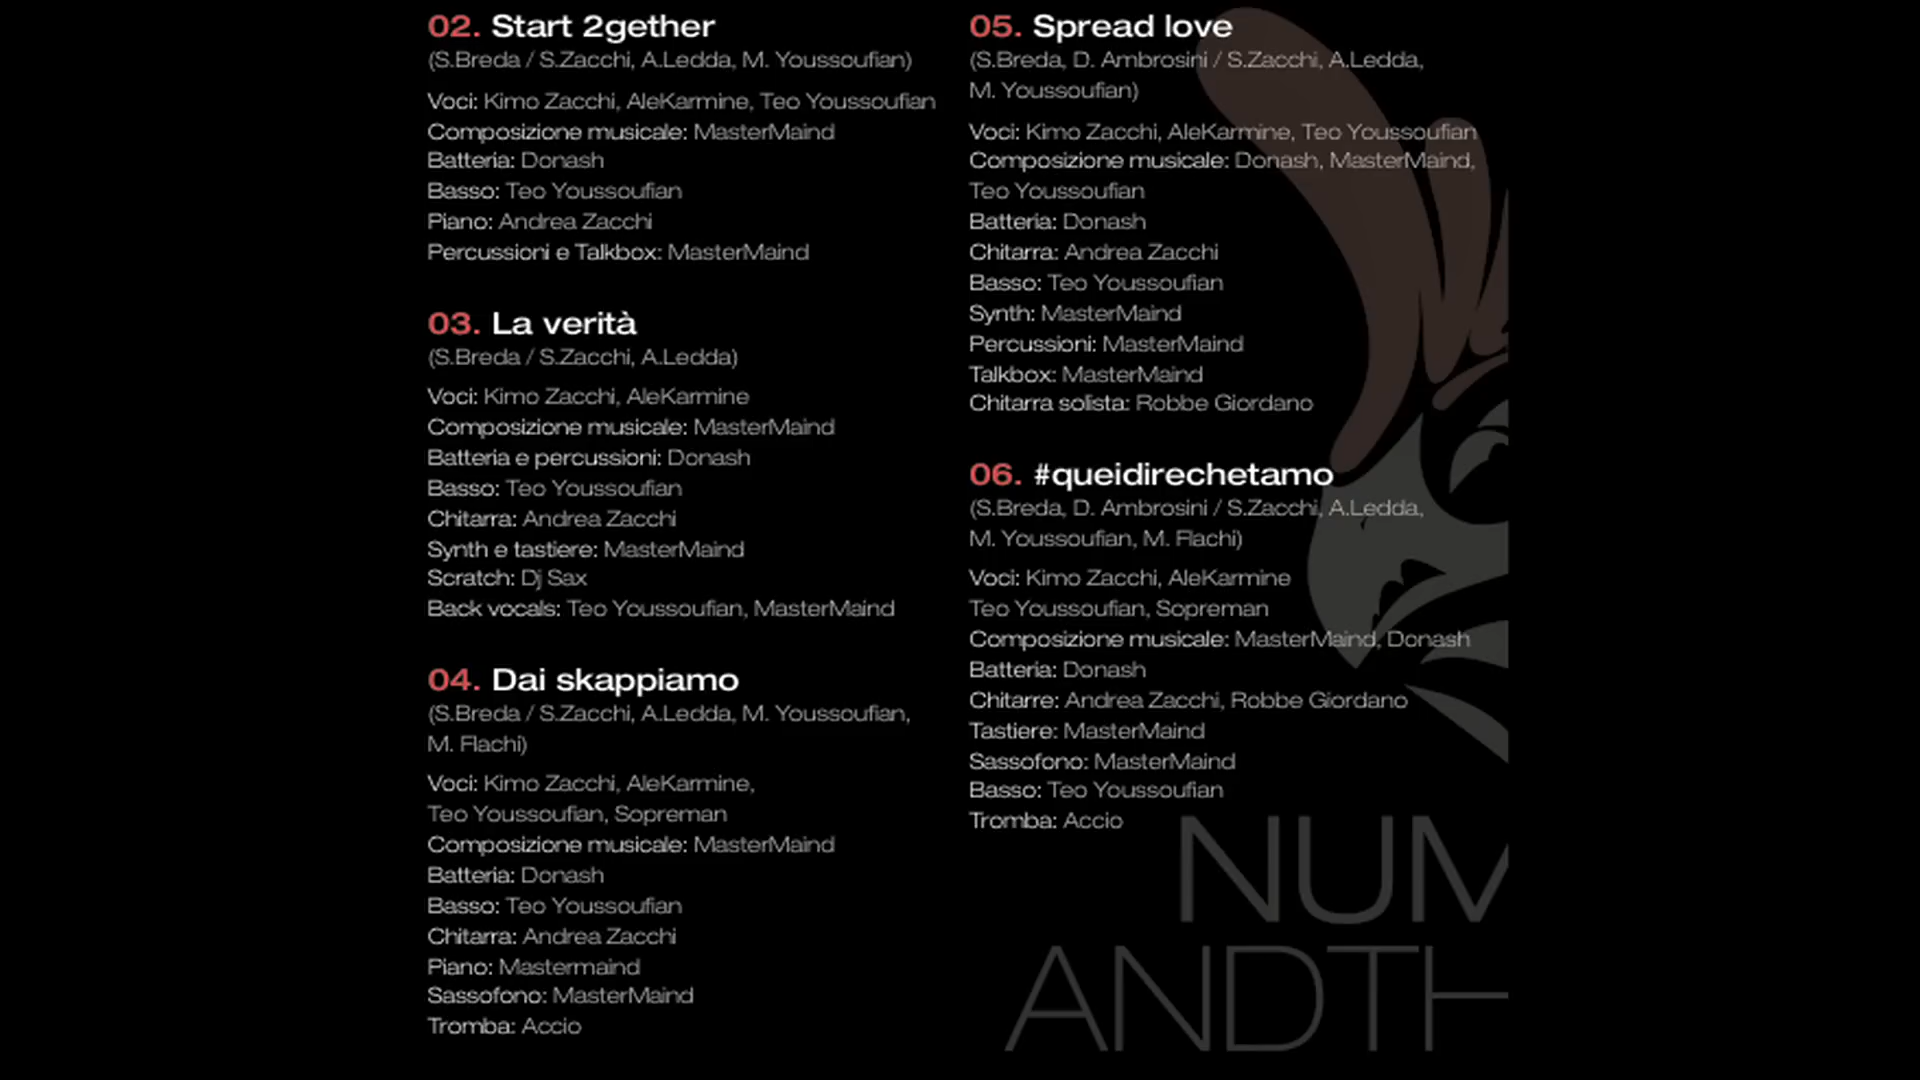 02. Start 2gether
(S.Breda / S.Zacchi, A.Ledda, M. Youssoufian)
Voci: Kimo Zacchi, AleKarmine, Teo Youssoufian
Composizione musicale: MasterMaind
Batteria: Donash
Basso: Teo Youssoufian
Piano: Andrea Zacchi
Percussioni e Talkbox: MasterMaind
03. La verità
(S.Breda / S.Zacchi, A.Ledda)
Voci: Kimo Zacchi, AleKarmine
Composizione musicale: MasterMaind
Batteria e percussioni: Donash
Basso: Teo Youssoufian
Chitarra: Andrea Zacchi
Synth e tastiere: MasterMaind
Scratch: Dj Sax
Back vocals: Teo Youssoufian, MasterMaind
04. Dai skappiamo
(S.Breda / S.Zacchi, A.Ledda, M. Youssoufian,
M. Flachi)
Voci: Kimo Zacchi, AleKarmine,
Teo Youssoufian, Sopreman
Composizione musicale: MasterMaind
Batteria: Donash
Basso: Teo Youssoufian
Chitarra: Andrea Zacchi
Piano: Mastermaind
Sassofono: MasterMaind
Tromba: Accio
05. Spread love
(S.Breda, D. Ambrosini / S.Zacchi, A.Ledda,
M. Youssoufian)
Voci: Kimo Zacchi, AleKarmine, Teo Youssoufian
Composizione musicale: Donash, MasterMaind,
Teo Youssoufian
Batteria: Donash
Chitarra: Andrea Zacchi
Basso: Teo Youssoufian
Synth: MasterMaind
Percussioni: MasterMaind
Talkbox: MasterMaind
Chitarra solista: Robbe Giordano
06. #queidirechetamo
(S.Breda, D. Ambrosini / S.Zacchi, A.Ledda,
M. Youssoufian, M. Flachi)
Voci: Kimo Zacchi, AleKarmine
Teo Youssoufian, Sopreman
Composizione musicale: MasterMaind, Donash
Batteria: Donash
Chitarre: Andrea Zacchi, Robbe Giordano
Tastiere: MasterMaind
Sassofono: MasterMaind
Basso: Teo Youssoufian
Tromba: Accio
NUM
ANDTH